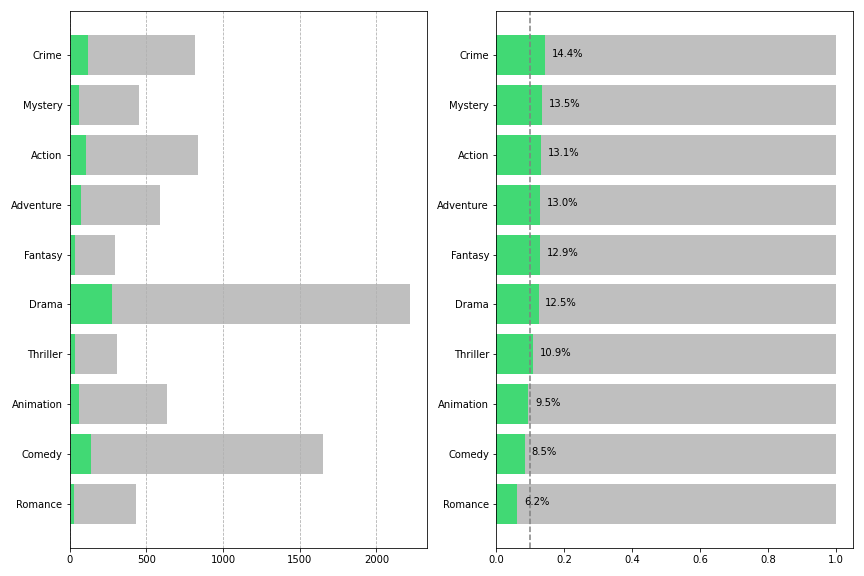 Crime
Mystery
Action
Adventure
Fantasy
Drama
Thriller
Animation
Comedy
Romance
0 500 1000 1500 2000
Crime 14.4%
Mystery 13.5%
Action 13.1%
Adventure 13.0%
Fantasy 12.9%
Drama 12.5%
Thriller 10.9%
Animation 9.5%
Comedy 8.5%
Romance 6.2%
0.0 0.2 0.4 0.6 0.8 1.0